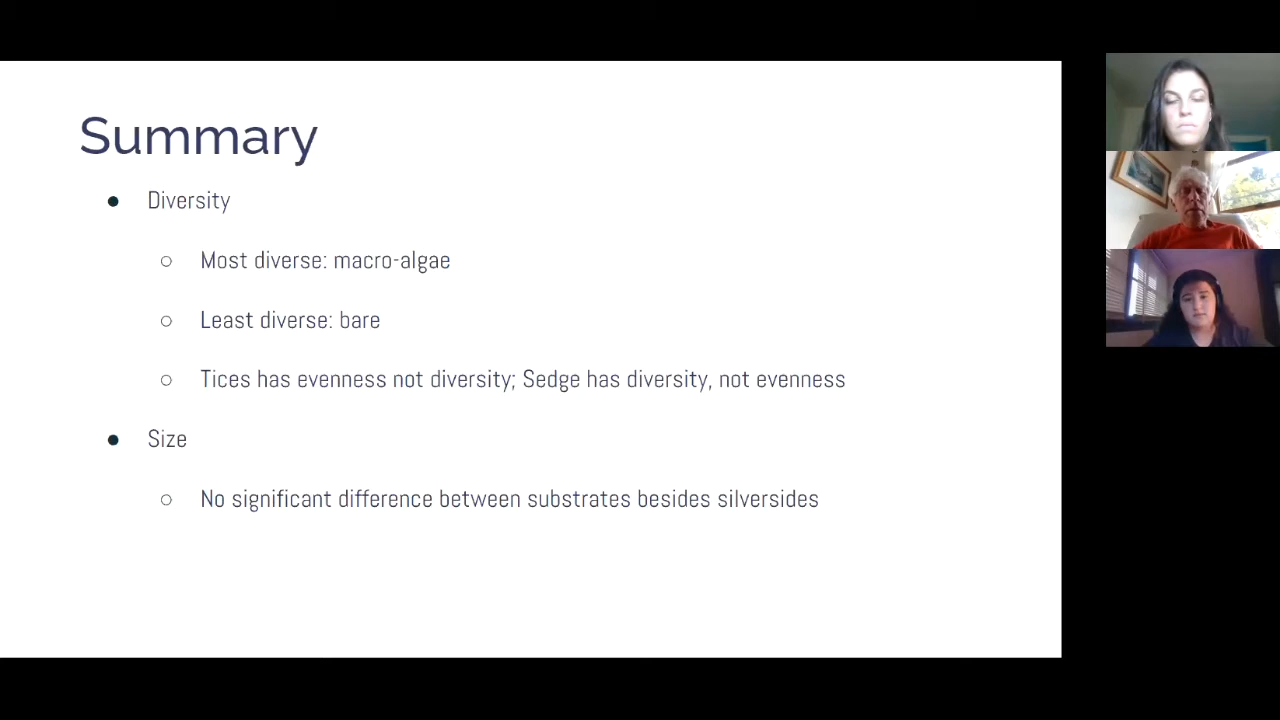 Summary
Diversity
Most diverse: macro-algae
Least diverse: bare
Tices has evenness not diversity; Sedge has diversity, not evenness
Size
No significant difference between substrates besides silversides